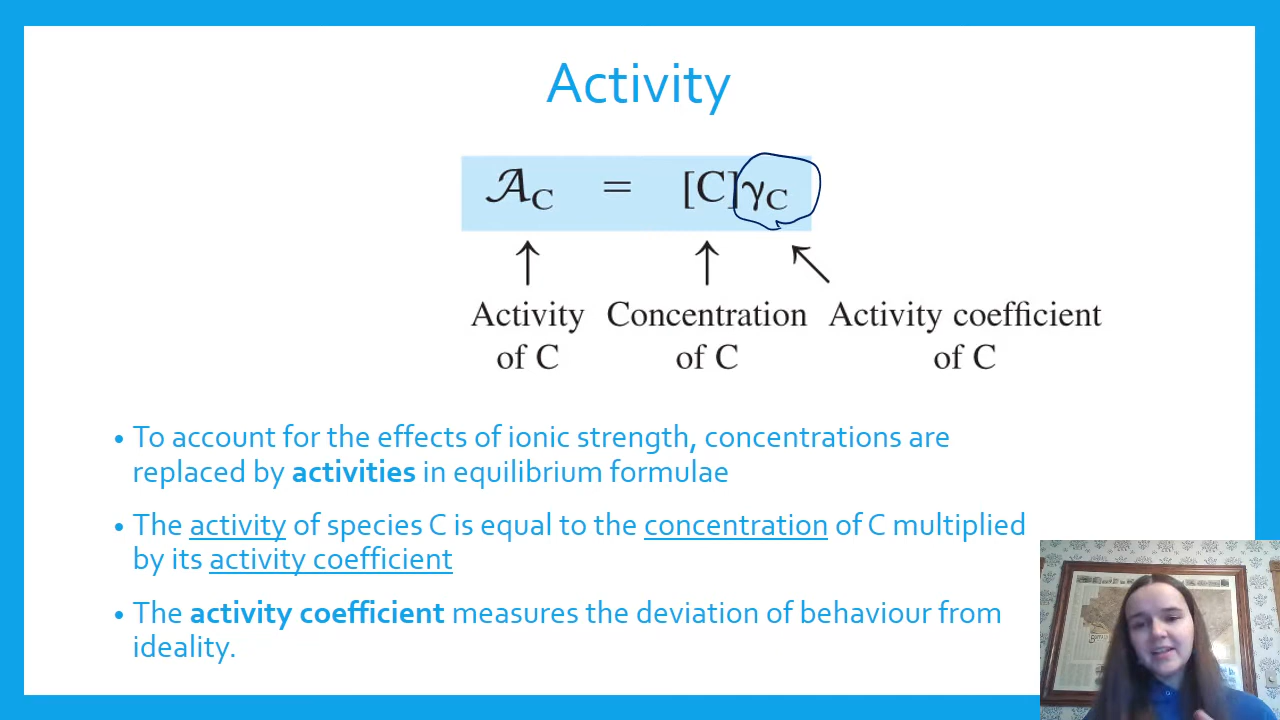 Activity
𝒜C = [C]γC
Activity Concentration Activity coefficient
of C of C of C
• To account for the effects of ionic strength, concentrations are
replaced by activities in equilibrium formulae
• The activity of species C is equal to the concentration of C multiplied
by its activity coefficient
• The activity coefficient measures the deviation of behaviour from
ideality.